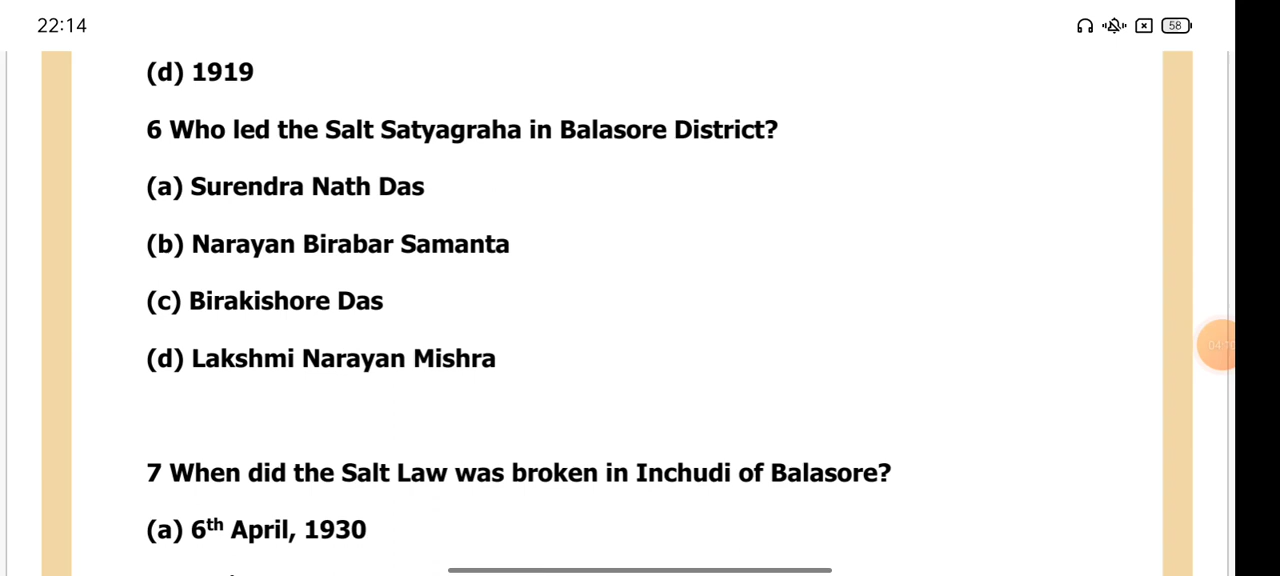 22:14
58
(d) 1919
6 Who led the Salt Satyagraha in Balasore District?
(a) Surendra Nath Das
(b) Narayan Birabar Samanta
(c) Birakishore Das
(d) Lakshmi Narayan Mishra
7 When did the Salt Law was broken in Inchudi of Balasore?
(a) 6th April, 1930